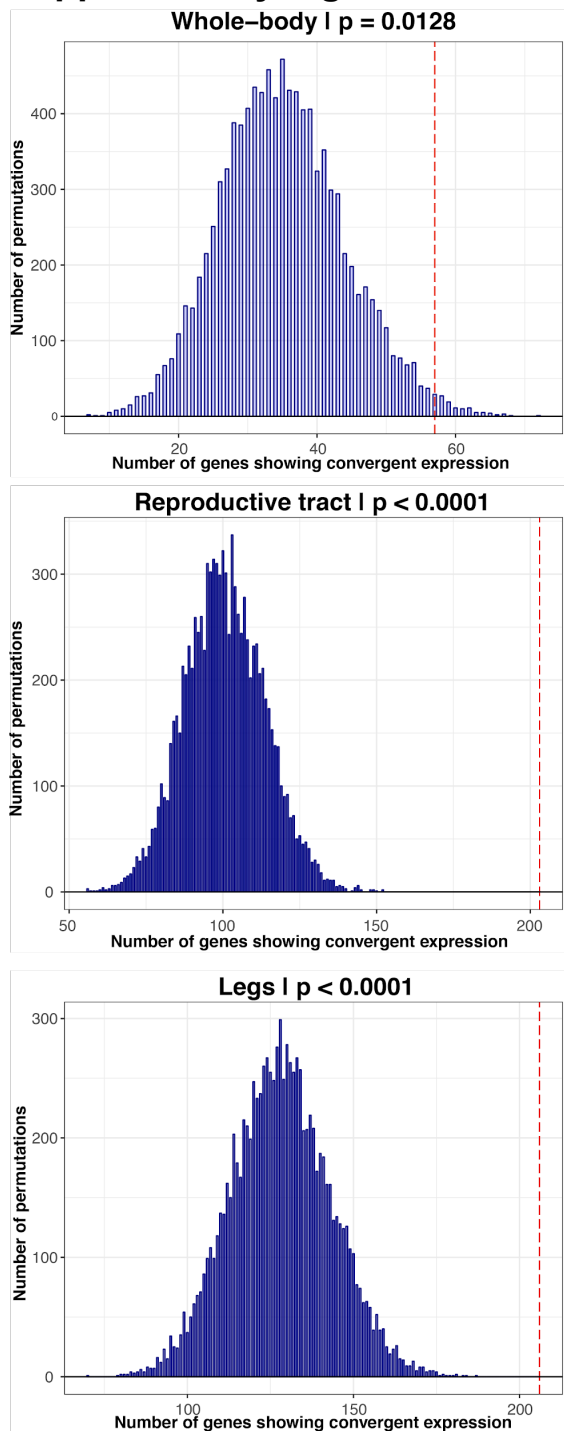 Whole-body | p = 0.0128
Number of permutations
400
300
200
100
0
20 40 60
Number of genes showing convergent expression
Reproductive tract | p < 0.0001
Number of permutations
300
200
100
0
50 100 150 200
Number of genes showing convergent expression
Legs | p < 0.0001
Number of permutations
300
200
100
0
100 150 200
Number of genes showing convergent expression